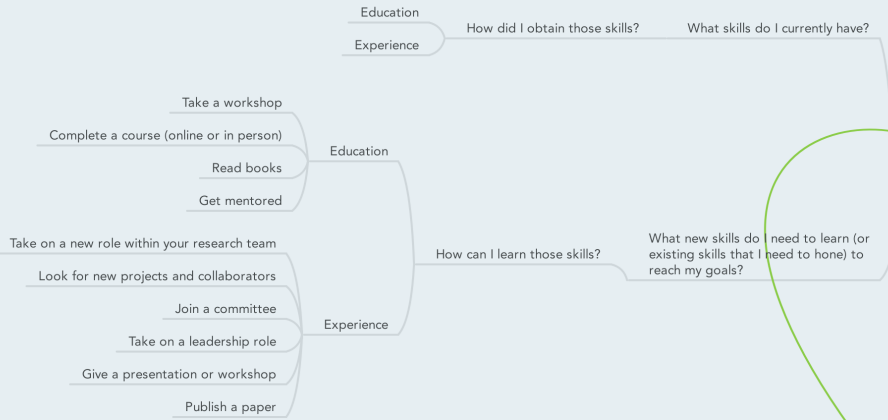 Education
How did I obtain those skills?
What skills do I currently have?
Experience
Take a workshop
Complete a course (online or in person)
Education
Read books
Get mentored
Take on a new role within your research team
What new skills do I need to learn (or
existing skills that I need to hone) to
reach my goals?
How can I learn those skills?
Look for new projects and collaborators
Join a committee
Experience
Take on a leadership role
Give a presentation or workshop
Publish a paper